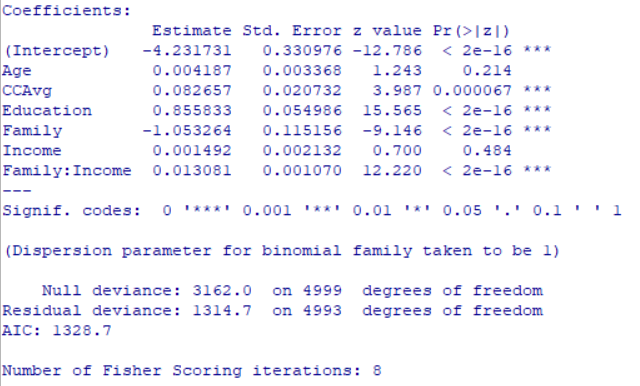 Coefficients:
              Estimate Std. Error z value Pr(>|z|)
(Intercept)  -4.231731   0.330976 -12.786  < 2e-16 ***
Age           0.004187   0.003368   1.243    0.214
CCAvg         0.082657   0.020732   3.987 0.000067 ***
Education     0.855833   0.054986  15.565  < 2e-16 ***
Family       -1.053264   0.115156  -9.146  < 2e-16 ***
Income        0.001492   0.002132   0.700    0.484
Family:Income 0.013081   0.001070  12.220  < 2e-16 ***
---
Signif. codes:  0 '***' 0.001 '**' 0.01 '*' 0.05 '.' 0.1 ' ' 1
(Dispersion parameter for binomial family taken to be 1)
    Null deviance: 3162.0  on 4999  degrees of freedom
Residual deviance: 1314.7  on 4993  degrees of freedom
AIC: 1328.7
Number of Fisher Scoring iterations: 8